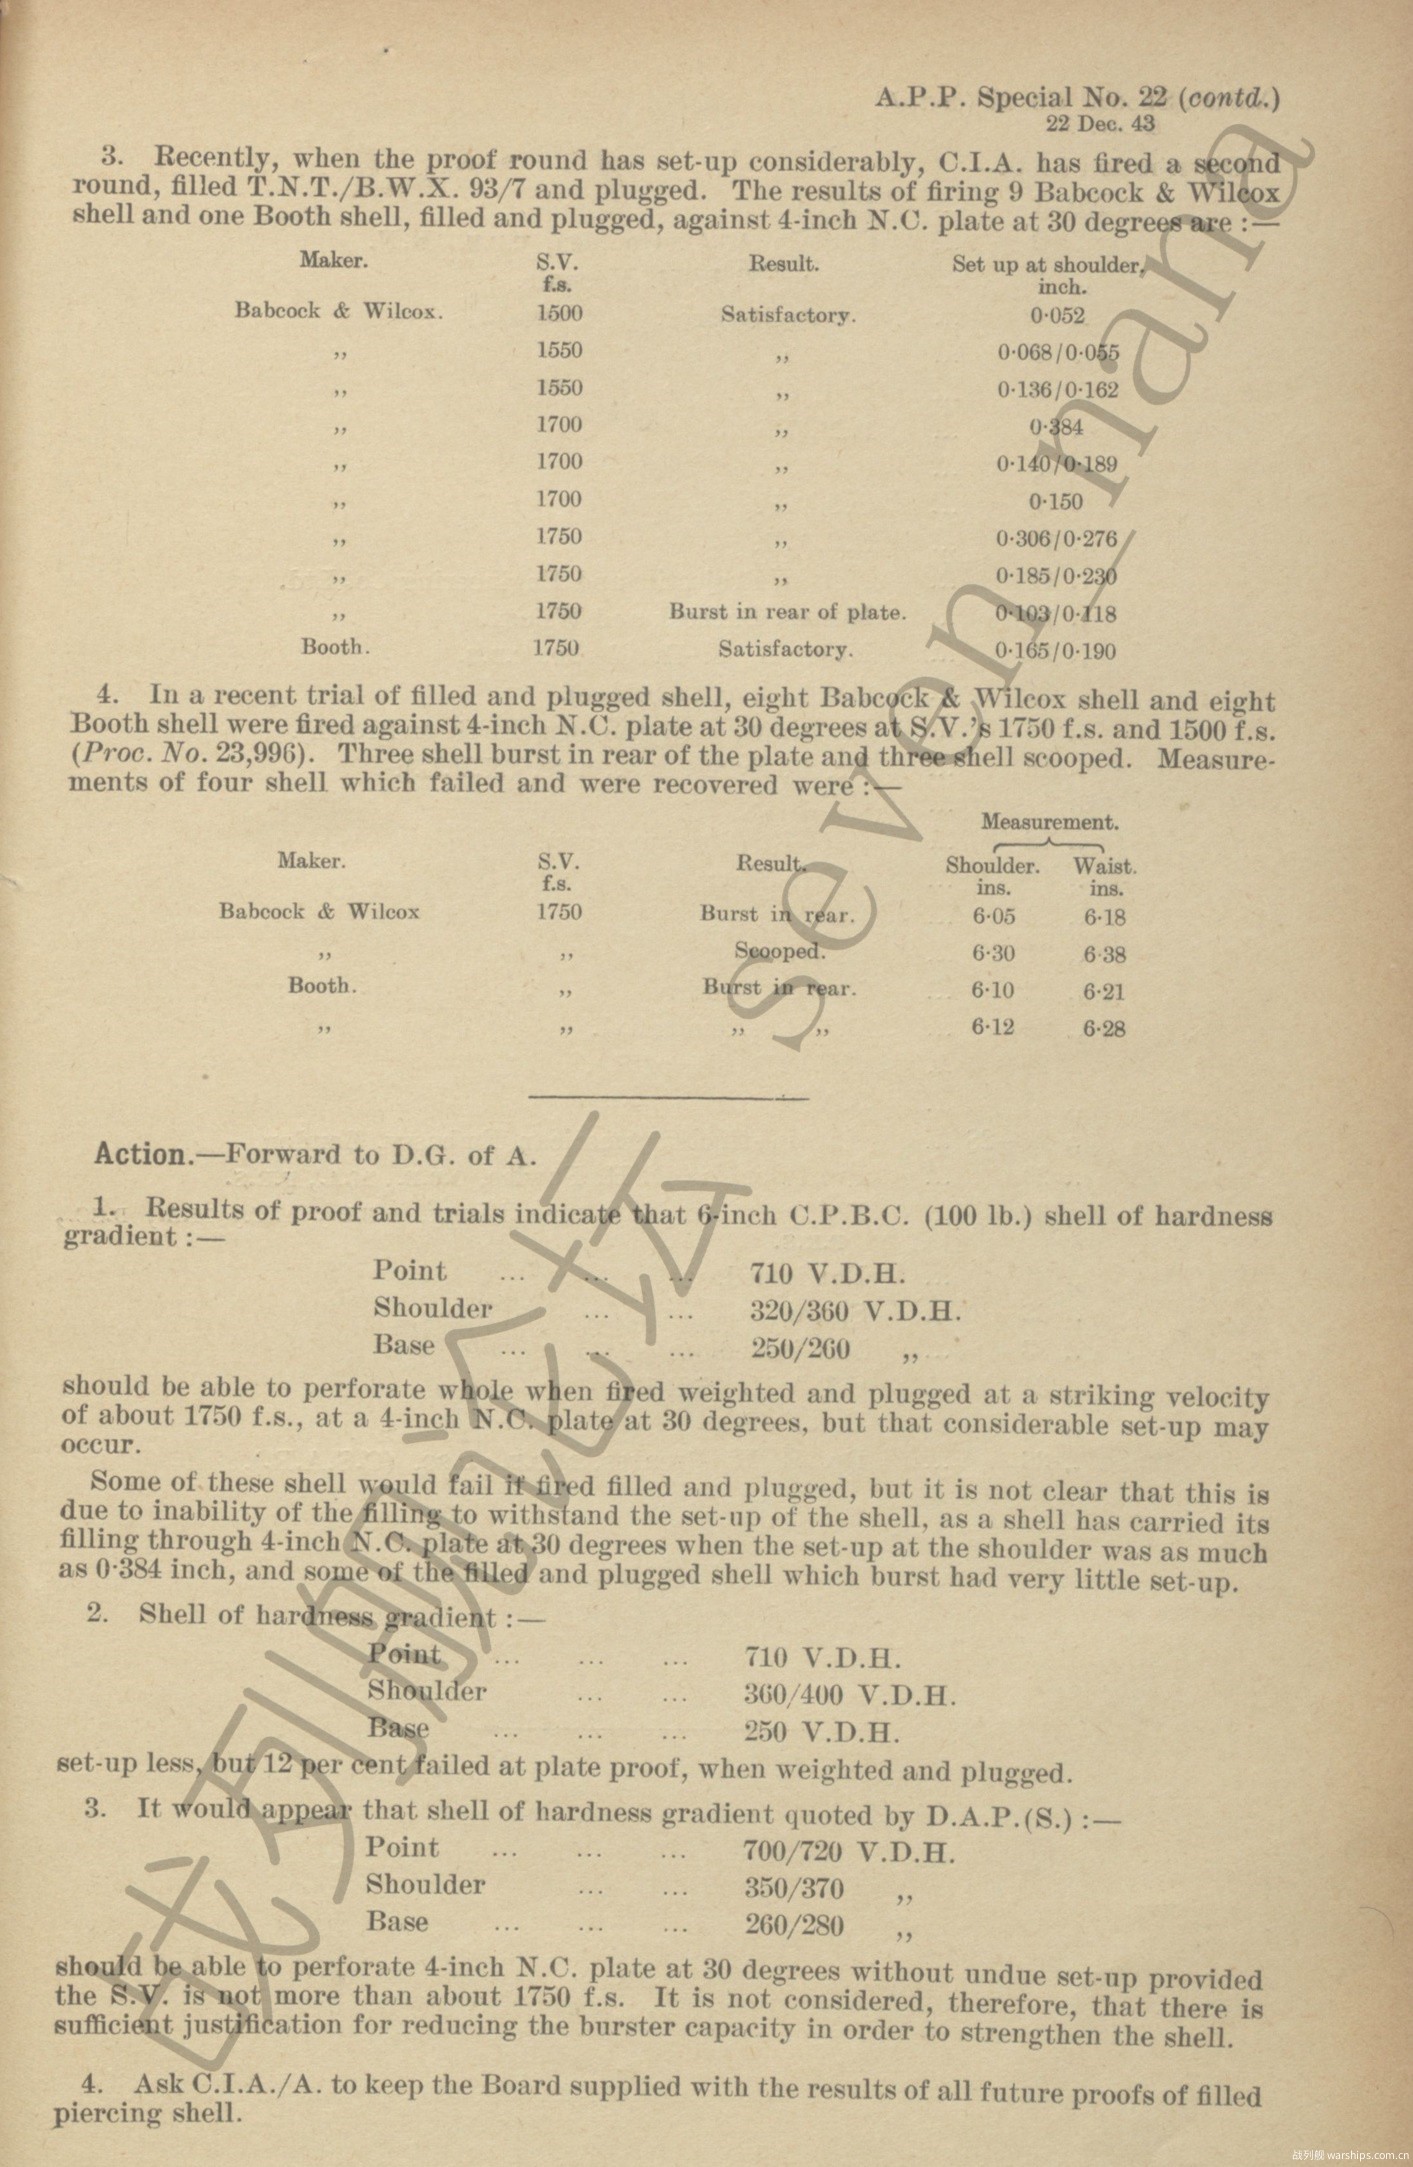 A.P.P. Special No. 22 (contd.)
22 Dec. 43
3. Recently, when the proof round has set-up considerably, C.I.A. has fired a second
round, filled T.N.T./B.W.X. 93/7 and plugged. The results of firing 9 Babcock & Wilcox
shell and one Booth shell, filled and plugged, against 4-inch N.C. plate at 30 degrees are :—
Maker. S.V. Result. Set up at shoulder.
f.s. inch.
Babcock & Wilcox. 1500 Satisfactory. 0·052
,, 1550 ,, 0·068/0·055
,, 1550 ,, 0·136/0·162
,, 1700 ,, 0·384
,, 1700 ,, 0·140/0·189
,, 1700 ,, 0·150
,, 1750 ,, 0·306/0·276
,, 1750 ,, 0·185/0·230
,, 1750 Burst in rear of plate. 0·103/0·118
Booth. 1750 Satisfactory. 0·165/0·190
4. In a recent trial of filled and plugged shell, eight Babcock & Wilcox shell and eight
Booth shell were fired against 4-inch N.C. plate at 30 degrees at S.V.'s 1750 f.s. and 1500 f.s.
(Proc. No. 23,996). Three shell burst in rear of the plate and three shell scooped. Measure-
ments of four shell which failed and were recovered were :—
Measurement.
Maker. S.V. Result. Shoulder. Waist.
f.s. ins. ins.
Babcock & Wilcox 1750 Burst in rear. 6·05 6·18
,, ,, Scooped. 6·30 6·38
Booth. ,, Burst in rear. 6·10 6·21
,, ,, ,, ,, 6·12 6·28
Action.—Forward to D.G. of A.
1. Results of proof and trials indicate that 6-inch C.P.B.C. (100 lb.) shell of hardness
gradient :—
Point ... ... ... 710 V.D.H.
Shoulder ... ... 320/360 V.D.H.
Base ... ... ... 250/260 ,,
should be able to perforate whole when fired weighted and plugged at a striking velocity
of about 1750 f.s., at a 4-inch N.C. plate at 30 degrees, but that considerable set-up may
occur.
Some of these shell would fail if fired filled and plugged, but it is not clear that this is
due to inability of the filling to withstand the set-up of the shell, as a shell has carried its
filling through 4-inch N.C. plate at 30 degrees when the set-up at the shoulder was as much
as 0·384 inch, and some of the filled and plugged shell which burst had very little set-up.
2. Shell of hardness gradient :—
Point ... ... ... 710 V.D.H.
Shoulder ... ... 360/400 V.D.H.
Base ... ... ... 250 V.D.H.
set-up less, but 12 per cent failed at plate proof, when weighted and plugged.
3. It would appear that shell of hardness gradient quoted by D.A.P.(S.) :—
Point ... ... ... 700/720 V.D.H.
Shoulder ... ... 350/370 ,,
Base ... ... ... 260/280 ,,
should be able to perforate 4-inch N.C. plate at 30 degrees without undue set-up provided
the S.V. is not more than about 1750 f.s. It is not considered, therefore, that there is
sufficient justification for reducing the burster capacity in order to strengthen the shell.
4. Ask C.I.A./A. to keep the Board supplied with the results of all future proofs of filled
piercing shell.
战列舰论坛 seven_nana
战列舰 warships.com.cn